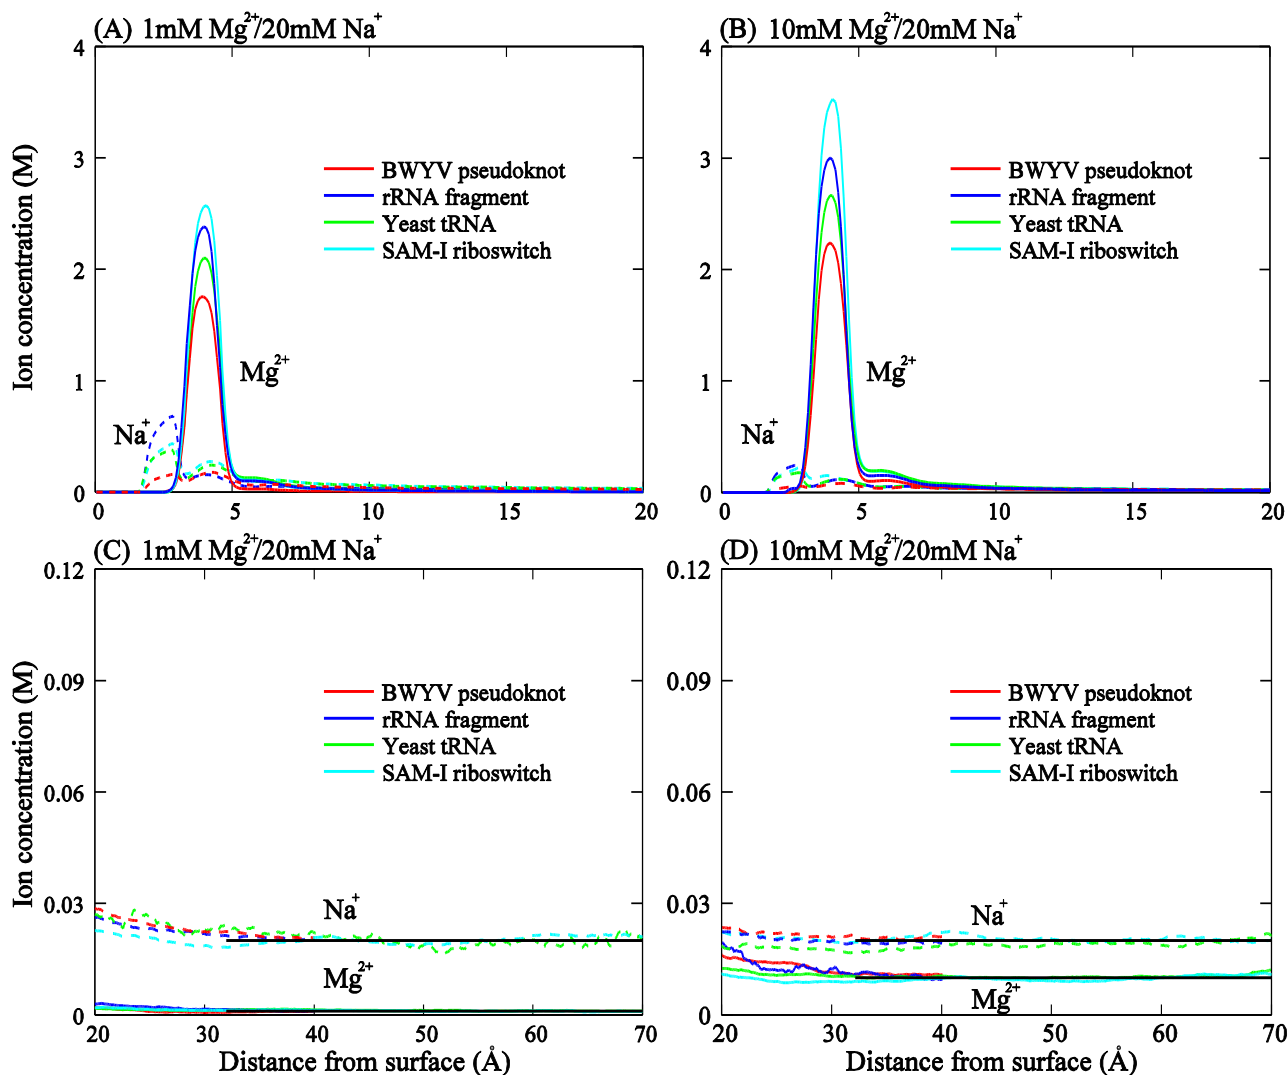 (A) 1mM Mg²⁺/20mM Na⁺
(B) 10mM Mg²⁺/20mM Na⁺
Ion concentration (M)
4
3
2
1
0
BWYV pseudoknot
rRNA fragment
Yeast tRNA
SAM-I riboswitch
Mg²⁺
Na⁺
0 5 10 15 20
4
3
2
1
0
BWYV pseudoknot
rRNA fragment
Yeast tRNA
SAM-I riboswitch
Mg²⁺
Na⁺
0 5 10 15 20
(C) 1mM Mg²⁺/20mM Na⁺
(D) 10mM Mg²⁺/20mM Na⁺
Ion concentration (M)
0.12
0.09
0.06
0.03
0
BWYV pseudoknot
rRNA fragment
Yeast tRNA
SAM-I riboswitch
Na⁺
Mg²⁺
20 30 40 50 60 70
Distance from surface (Å)
0.12
0.09
0.06
0.03
0
BWYV pseudoknot
rRNA fragment
Yeast tRNA
SAM-I riboswitch
Na⁺
Mg²⁺
20 30 40 50 60 70
Distance from surface (Å)